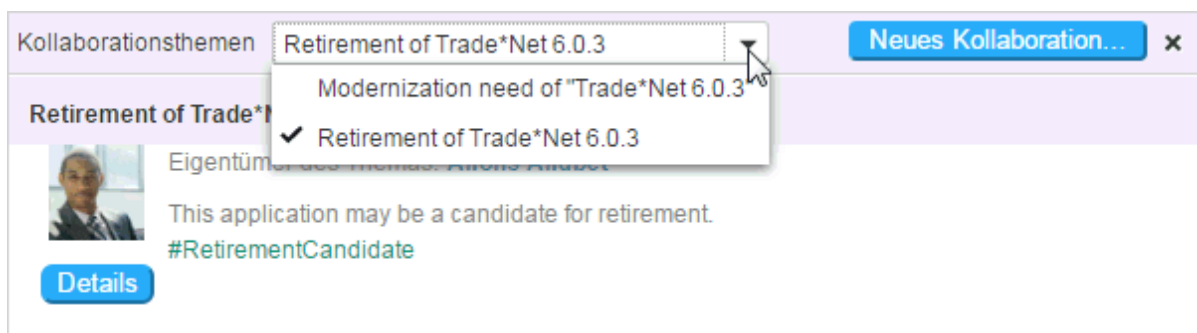 Kollaborationsthemen Retirement of Trade*Net 6.0.3 Neues Kollaboration... ×
Modernization need of "Trade*Net 6.0.3"
✓ Retirement of Trade*Net 6.0.3
Retirement of
This application may be a candidate for retirement.
#RetirementCandidate
Details